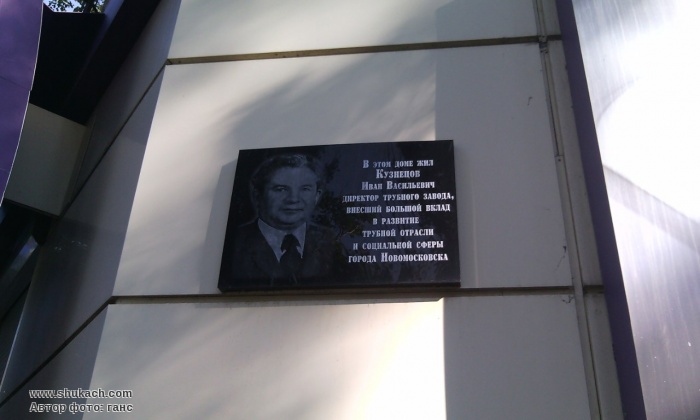 В этом доме жил
Кузнецов
Иван Васильевич
директор трубного завода,
внесший большой вклад
в развитие
трубной отрасли
и социальной сферы
города Новомосковска
www.shukach.com
Автор фото: ганс